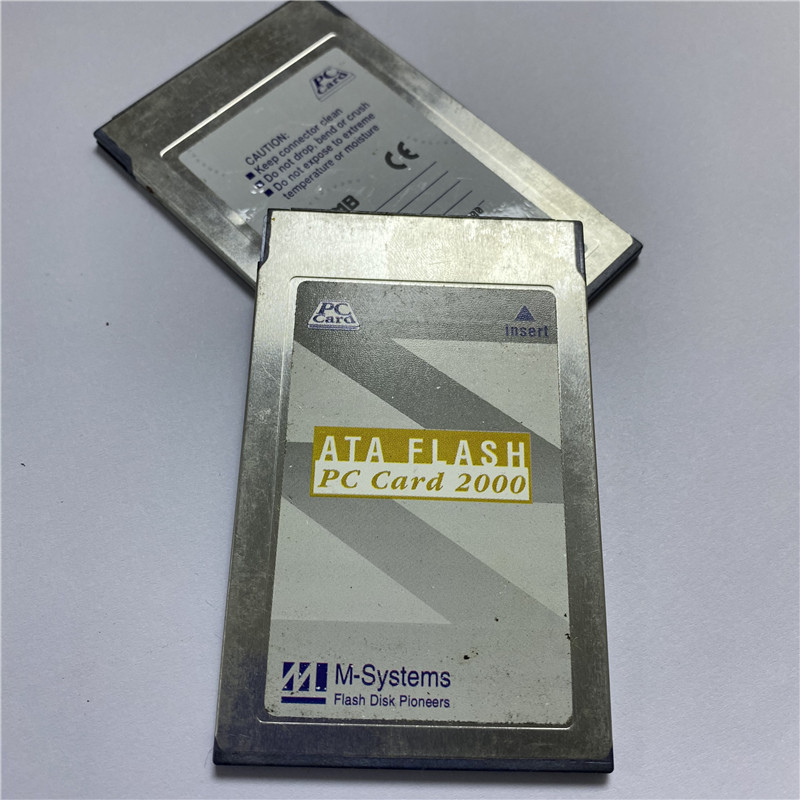 PC
Card
CAUTION:
Keep connector clean
Do not drop, bend or crush
Do not expose to extreme
temperature or moisture
CE
MB
PC
Card
insert
ATA FLASH
PC Card 2000
M-Systems
Flash Disk Pioneers